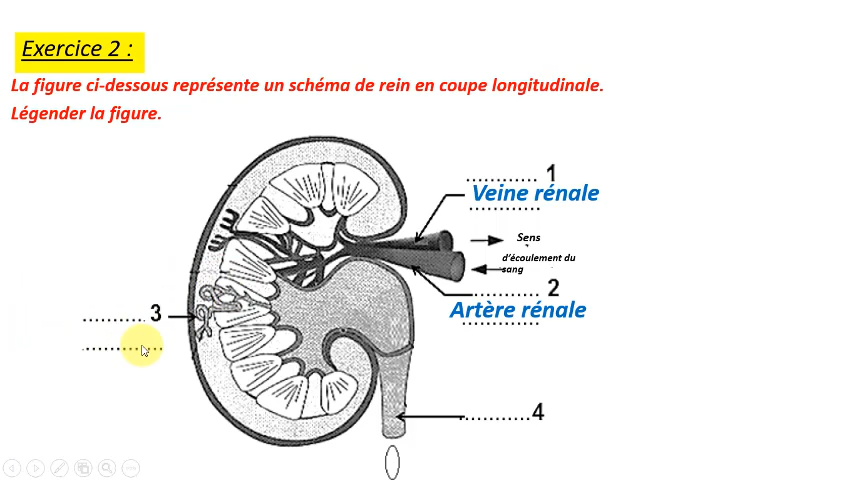 Exercice 2 :
La figure ci-dessous représente un schéma de rein en coupe longitudinale.
Légender la figure.
............ 1
Veine rénale
............
Sens
d'écoulement du
sang
............ 2
Artère rénale
............
.......... 3
.............
............4